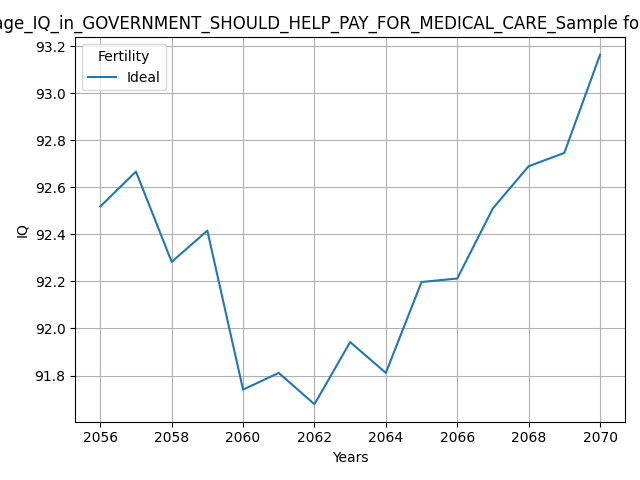 age_IQ_in_GOVERNMENT_SHOULD_HELP_PAY_FOR_MEDICAL_CARE_Sample fo
Fertility
Ideal
93.2
93.0
92.8
92.6
92.4
92.2
92.0
91.8
IQ
2056 2058 2060 2062 2064 2066 2068 2070
Years